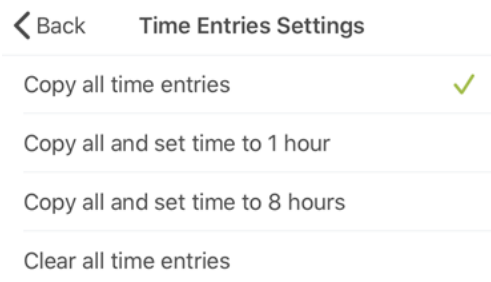 Back Time Entries Settings
Copy all time entries
Copy all and set time to 1 hour
Copy all and set time to 8 hours
Clear all time entries